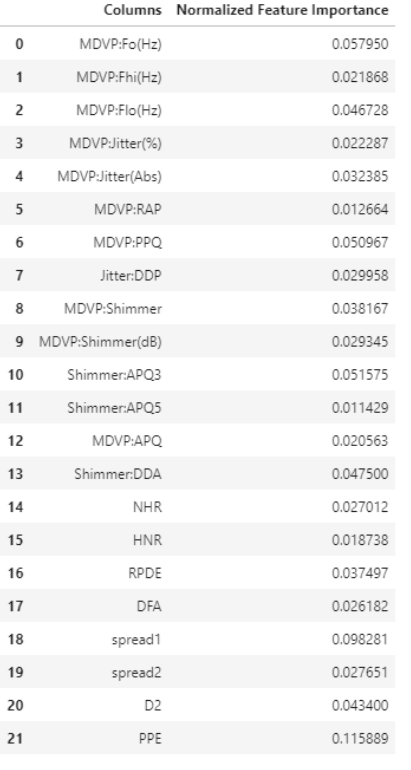 Columns Normalized Feature Importance
0 MDVP:Fo(Hz) 0.057950
1 MDVP:Fhi(Hz) 0.021868
2 MDVP:Flo(Hz) 0.046728
3 MDVP:Jitter(%) 0.022287
4 MDVP:Jitter(Abs) 0.032385
5 MDVP:RAP 0.012664
6 MDVP:PPQ 0.050967
7 Jitter:DDP 0.029958
8 MDVP:Shimmer 0.038167
9 MDVP:Shimmer(dB) 0.029345
10 Shimmer:APQ3 0.051575
11 Shimmer:APQ5 0.011429
12 MDVP:APQ 0.020563
13 Shimmer:DDA 0.047500
14 NHR 0.027012
15 HNR 0.018738
16 RPDE 0.037497
17 DFA 0.026182
18 spread1 0.098281
19 spread2 0.027651
20 D2 0.043400
21 PPE 0.115889